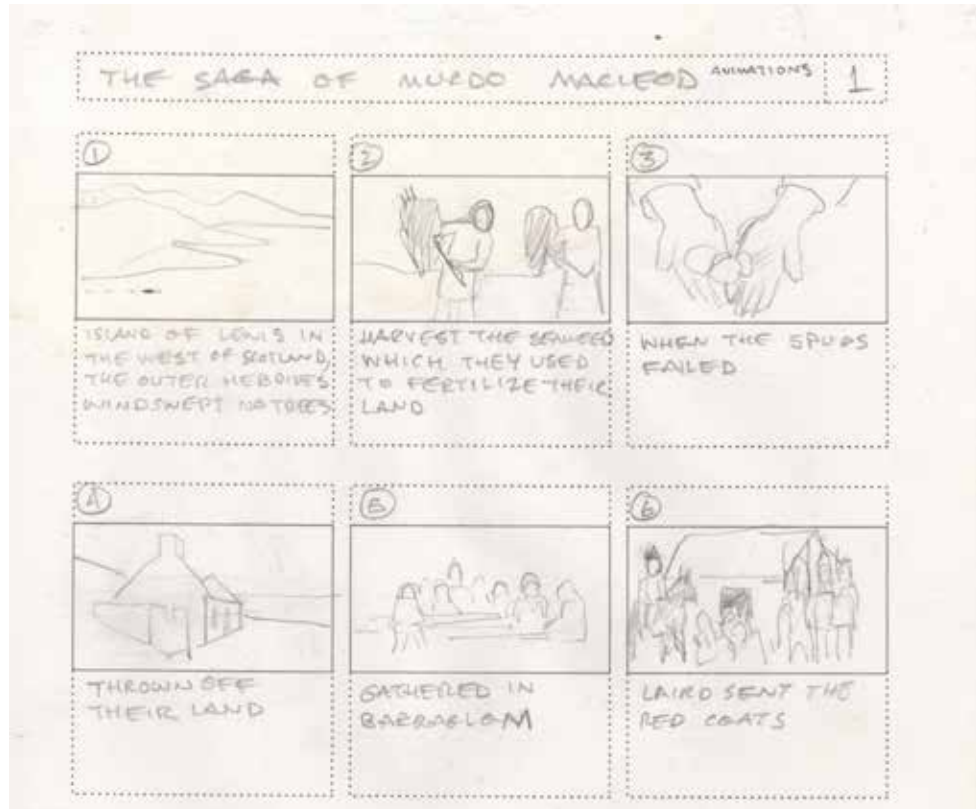 THE SAGA OF MURDO MACLEOD ANIMATIONS 1
1
ISLAND OF LEWIS IN
THE WEST OF SCOTLAND,
THE OUTER HEBRIDES
WINDSWEPT NO TREES
2
HARVEST THE SEAWEED
WHICH THEY USED
TO FERTILIZE THEIR
LAND
3
WHEN THE SPUDS
FAILED
4
THROWN OFF
THEIR LAND
5
GATHERED IN
6
LAIRD SENT THE
RED COATS